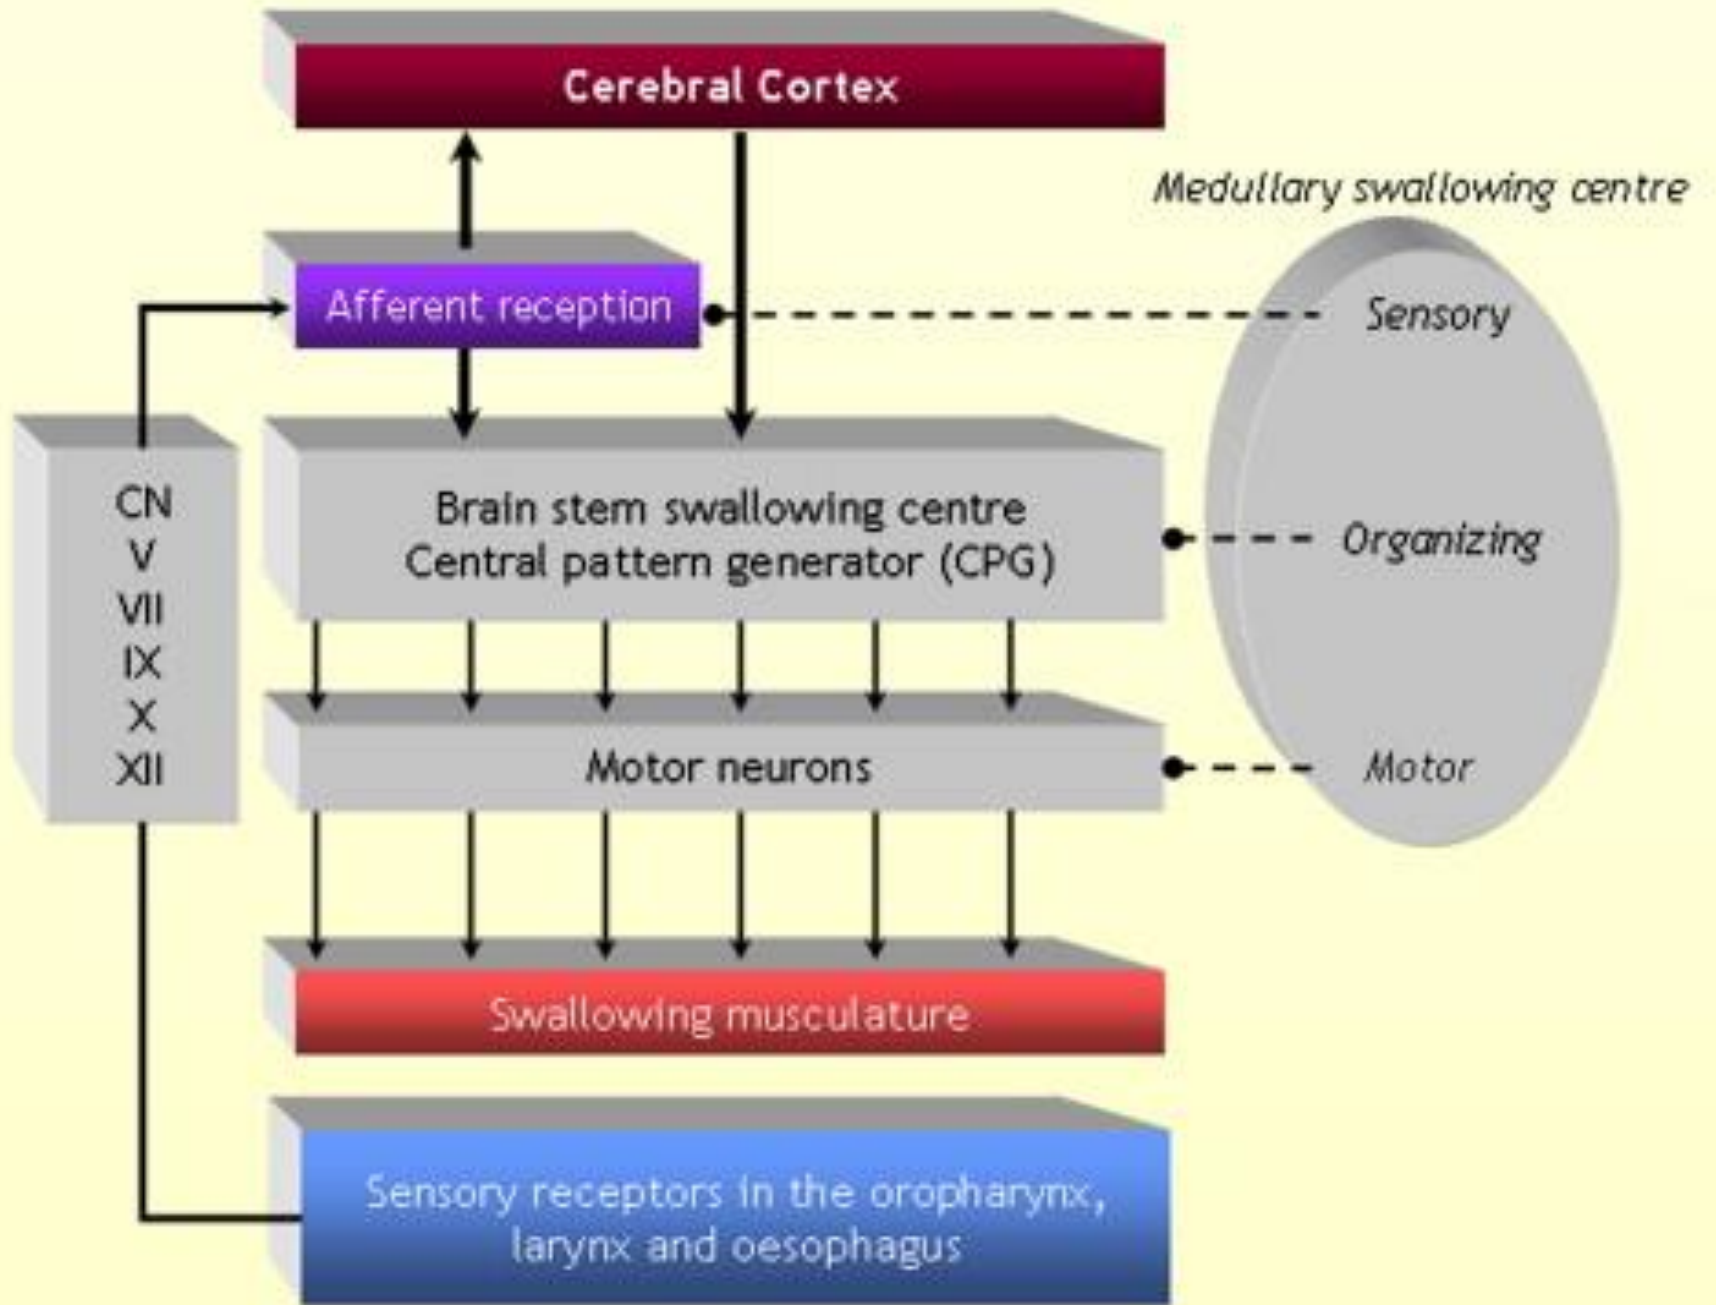 Cerebral Cortex
Medullary swallowing centre
Afferent reception
Sensory
CN
V
VII
IX
X
XII
Brain stem swallowing centre
Central pattern generator (CPG)
Organizing
Motor neurons
Motor
Swallowing musculature
Sensory receptors in the oropharynx,
larynx and oesophagus